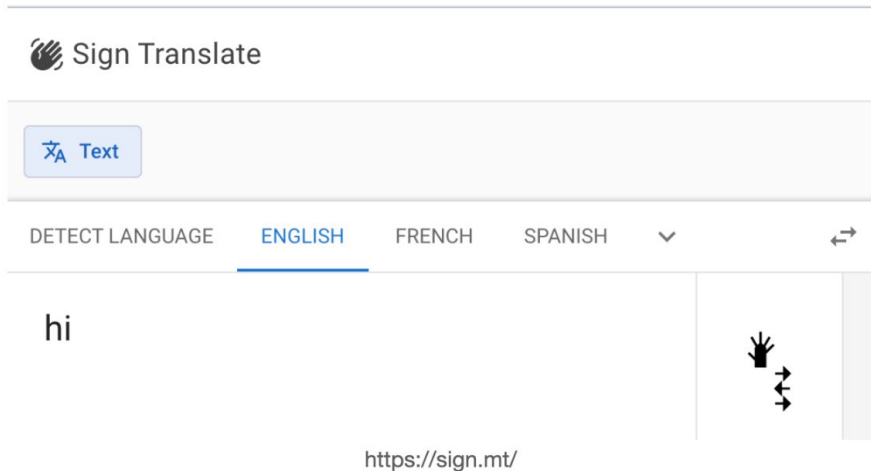 Sign Translate
Text
DETECT LANGUAGE ENGLISH FRENCH SPANISH
hi
https://sign.mt/